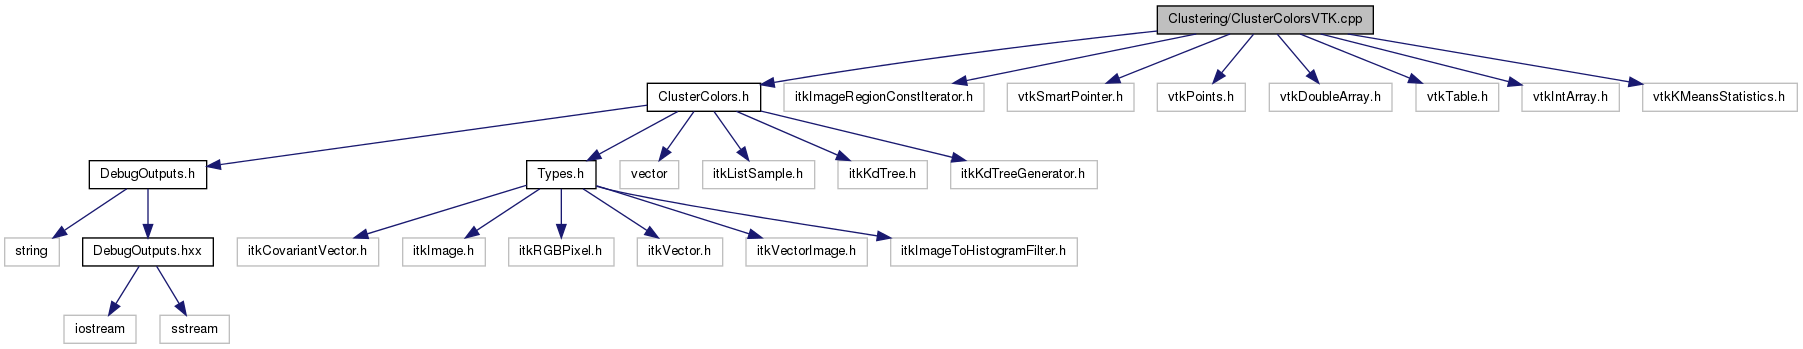 Clustering/ClusterColorsVTK.cpp
ClusterColors.h
itkImageRegionConstIterator.h
vtkSmartPointer.h
vtkPoints.h
vtkDoubleArray.h
vtkTable.h
vtkIntArray.h
vtkKMeansStatistics.h
DebugOutputs.h
Types.h
vector
itkListSample.h
itkKdTree.h
itkKdTreeGenerator.h
string
DebugOutputs.hxx
itkCovariantVector.h
itkImage.h
itkRGBPixel.h
itkVector.h
itkVectorImage.h
itkImageToHistogramFilter.h
iostream
sstream